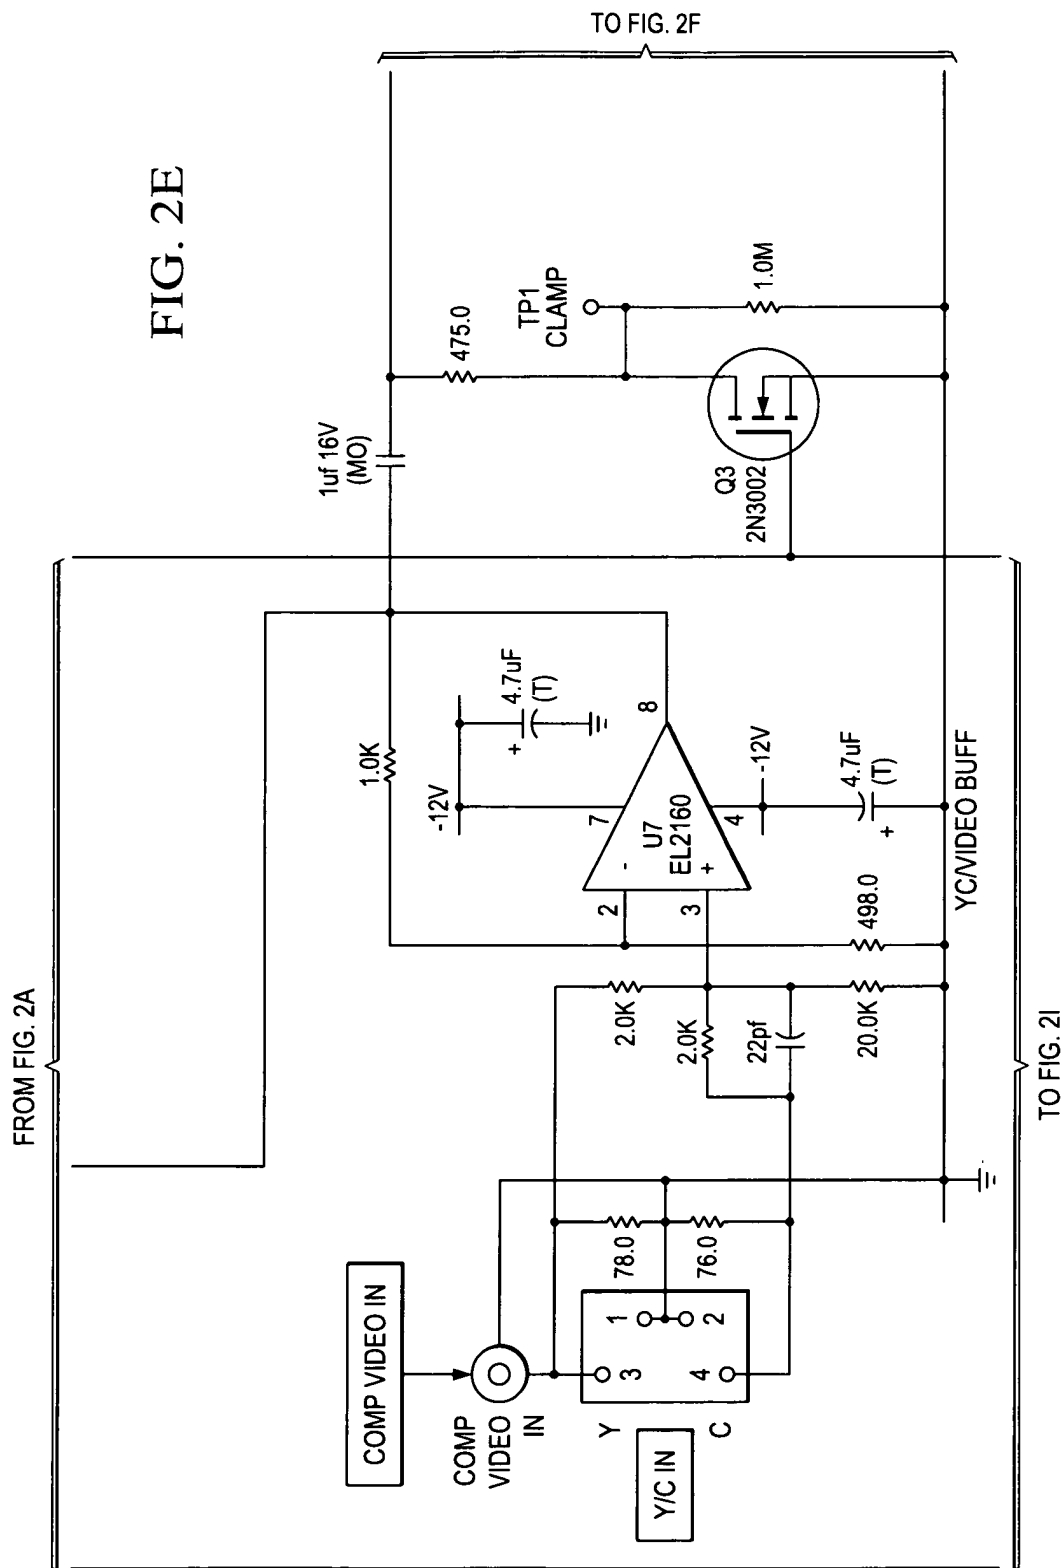 FIG. 2E
FROM FIG. 2A
TO FIG. 2F
TO FIG. 2I
COMP VIDEO IN
COMP
VIDEO
IN
Y
C
Y/C IN
3
1
4
2
78.0
76.0
2.0K
2.0K
22pf
20.0K
498.0
1.0K
2
3
-
+
U7
EL2160
7
4
8
-12V
+
4.7uF
(T)
-12V
4.7uF
(T)
+
YC/VIDEO BUFF
1uf 16V
(MO)
475.0
TP1
CLAMP
1.0M
Q3
2N3002